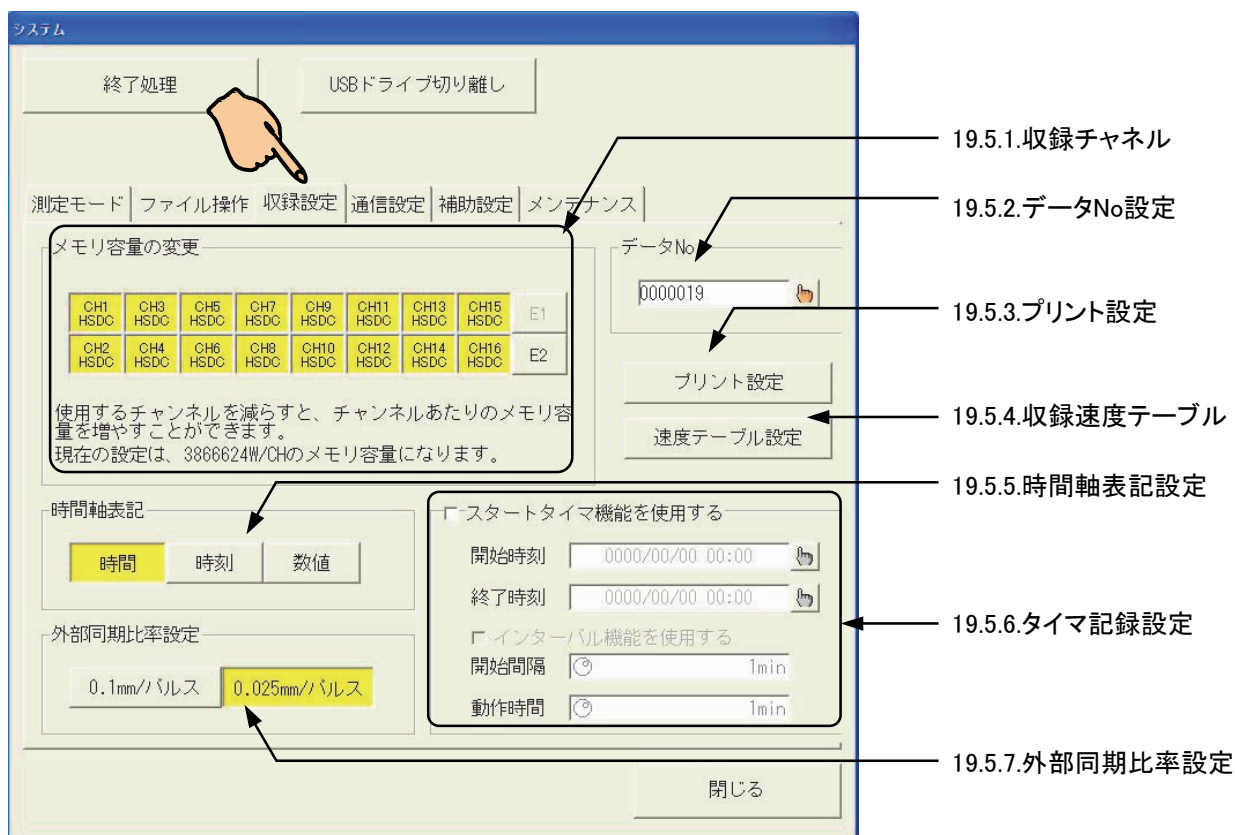 システム
終了処理
USBドライブ切り離し
測定モード
ファイル操作
収録設定
通信設定
補助設定
メンテナンス
メモリ容量の変更
CH1 HSDC
CH3 HSDC
CH5 HSDC
CH7 HSDC
CH9 HSDC
CH11 HSDC
CH13 HSDC
CH15 HSDC
E1
CH2 HSDC
CH4 HSDC
CH6 HSDC
CH8 HSDC
CH10 HSDC
CH12 HSDC
CH14 HSDC
CH16 HSDC
E2
使用するチャンネルを減らすと、チャンネルあたりのメモリ容
量を増やすことができます。
現在の設定は、3866624W/CHのメモリ容量になります。
データNo
0000019
プリント設定
速度テーブル設定
時間軸表記
時間
時刻
数値
外部同期比率設定
0.1mm/パルス
0.025mm/パルス
スタートタイマ機能を使用する
開始時刻
0000/00/00 00:00
終了時刻
0000/00/00 00:00
インターバル機能を使用する
開始間隔
1min
動作時間
1min
閉じる
19.5.1.収録チャネル
19.5.2.データNo設定
19.5.3.プリント設定
19.5.4.収録速度テーブル
19.5.5.時間軸表記設定
19.5.6.タイマ記録設定
19.5.7.外部同期比率設定